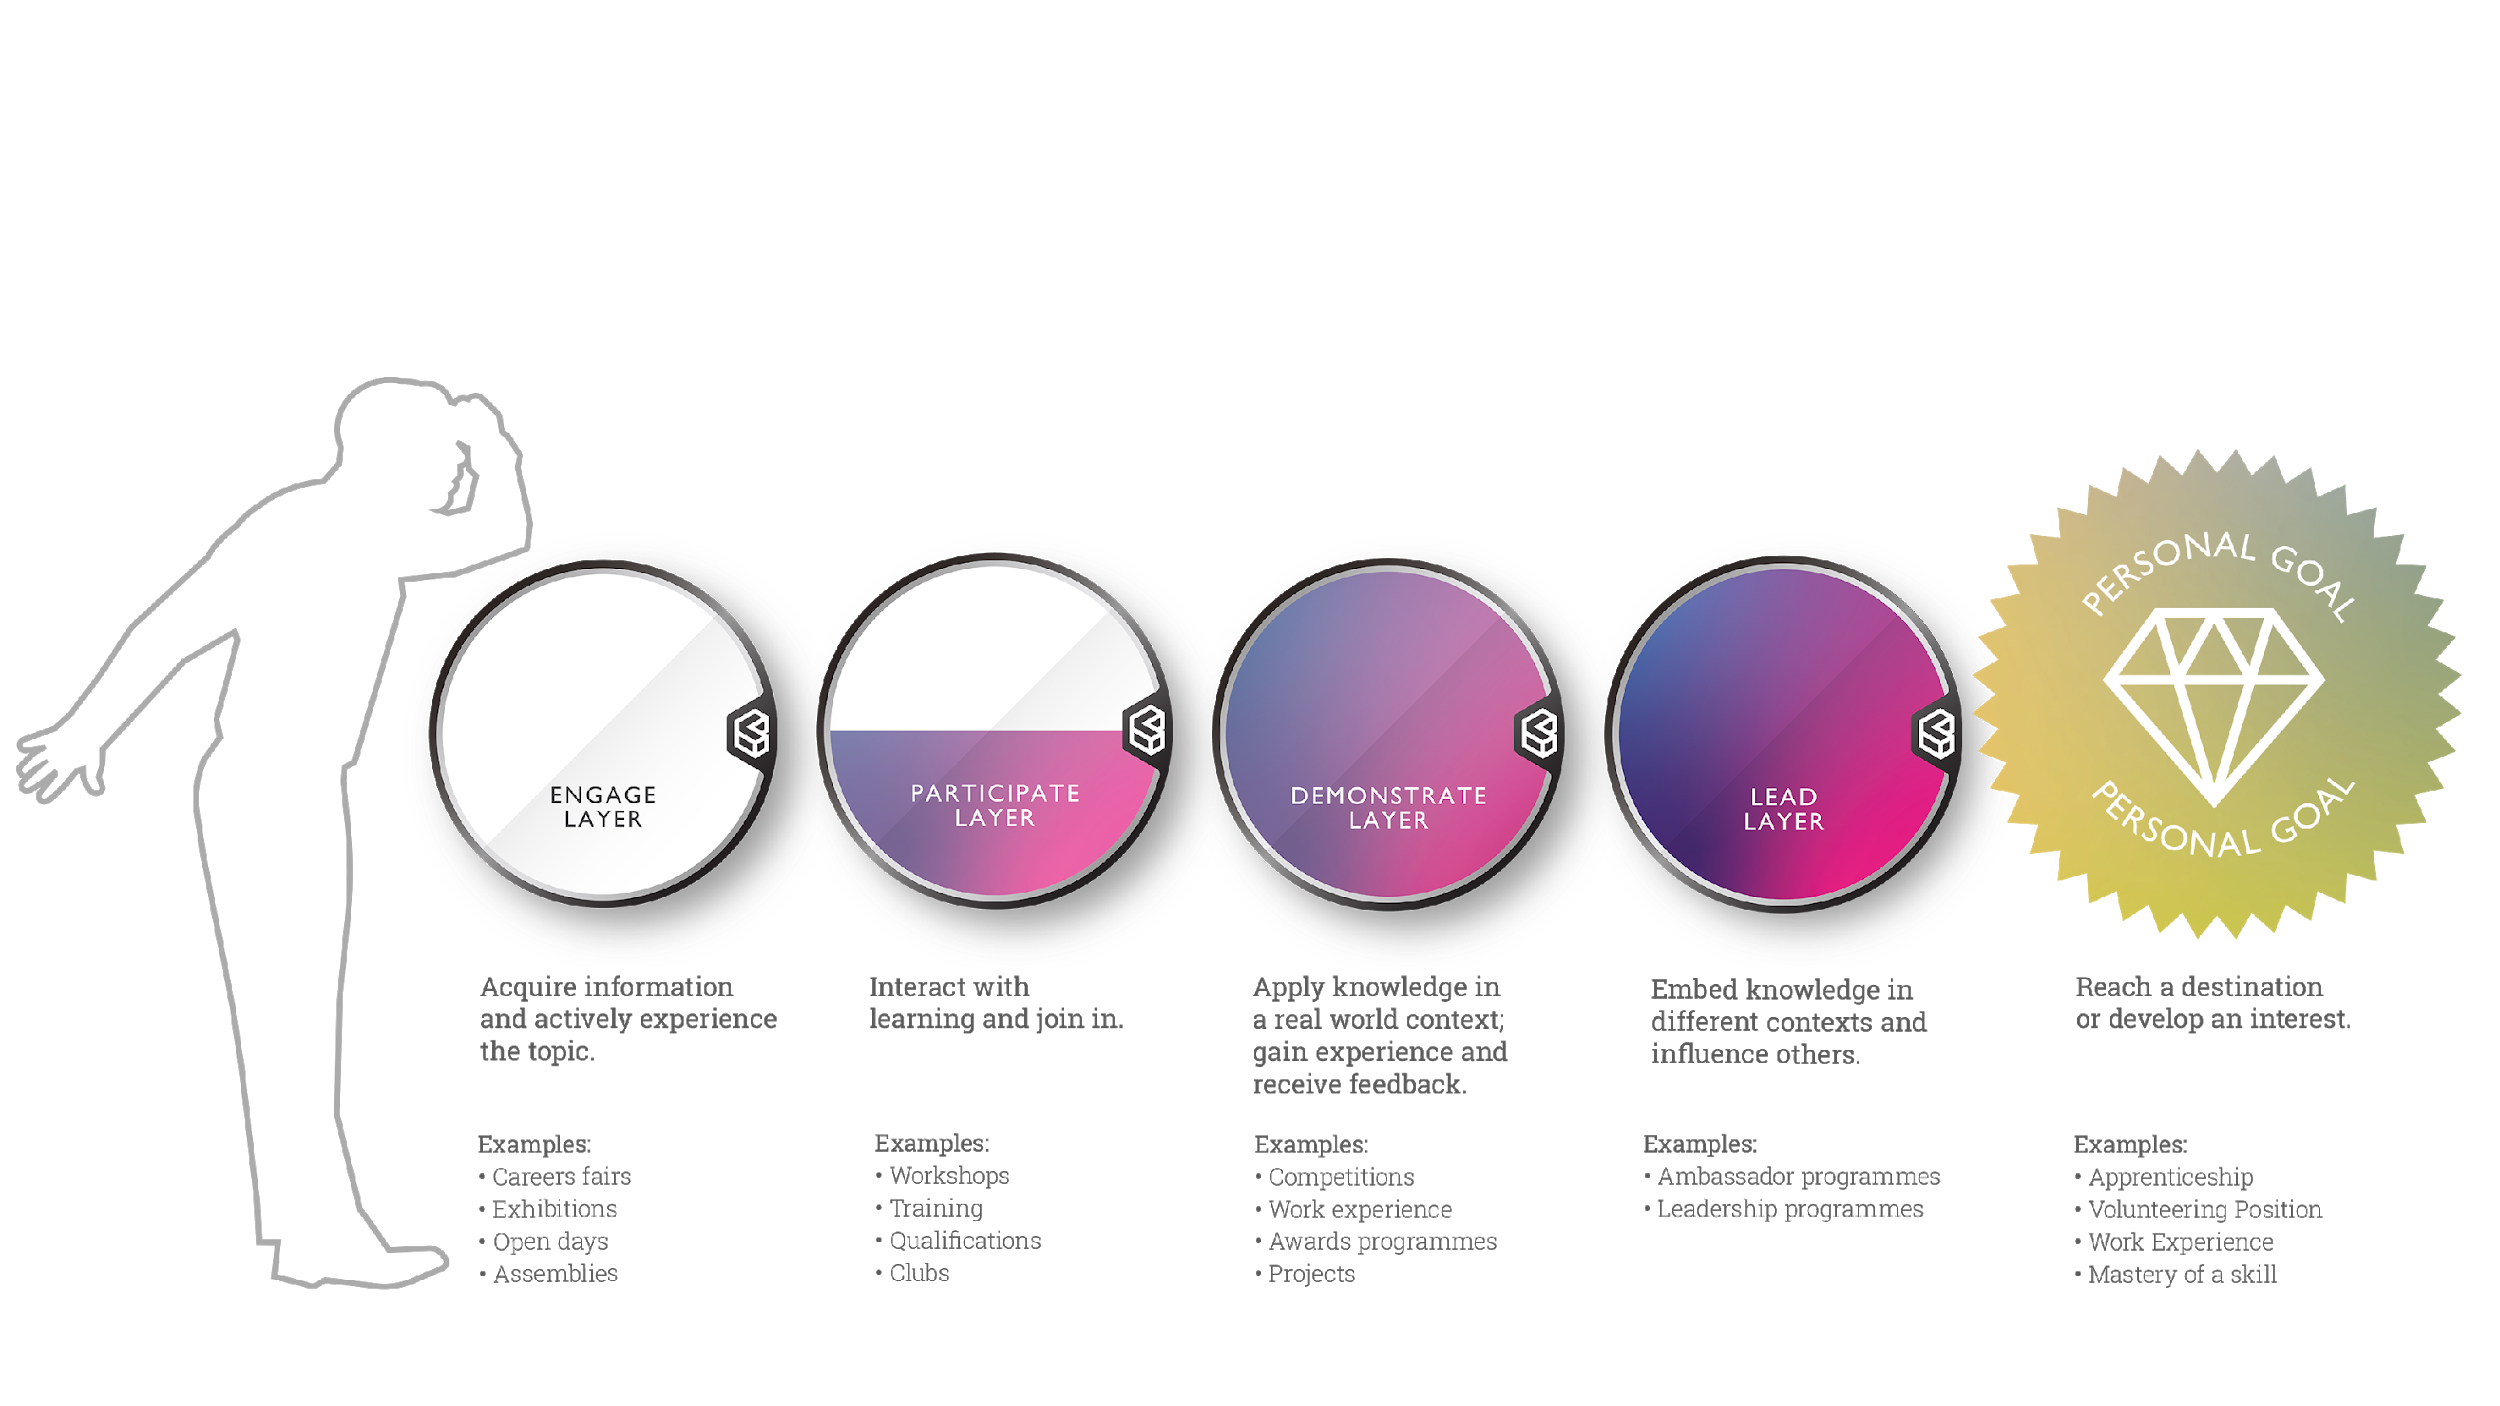 ENGAGE
LAYER
Acquire information
and actively experience
the topic.
Examples:
• Careers fairs
• Exhibitions
• Open days
• Assemblies
PARTICIPATE
LAYER
Interact with
learning and join in.
Examples:
• Workshops
• Training
• Qualifications
• Clubs
DEMONSTRATE
LAYER
Apply knowledge in
a real world context;
gain experience and
receive feedback.
Examples:
• Competitions
• Work experience
• Awards programmes
• Projects
LEAD
LAYER
Embed knowledge in
different contexts and
influence others.
Examples:
• Ambassador programmes
• Leadership programmes
PERSONAL GOAL
PERSONAL GOAL
Reach a destination
or develop an interest.
Examples:
• Apprenticeship
• Volunteering Position
• Work Experience
• Mastery of a skill